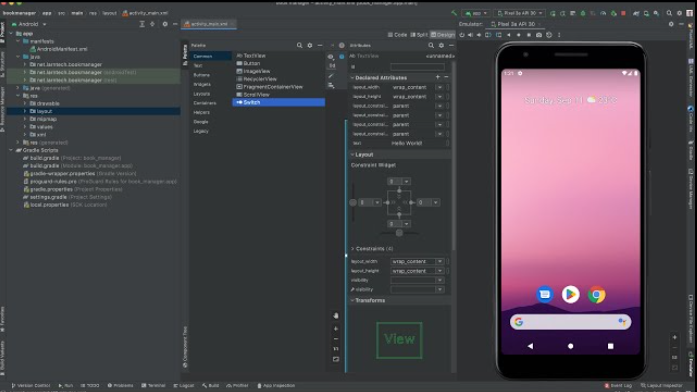 bookmanager
app
src
main
res
layout
activity_main.xml
app
Pixel 3a API 30
Android
activity_main.xml
Emulator:
Pixel 3a API 30
app
manifests
AndroidManifest.xml
java
net.lamtech.bookmanager
net.lamtech.bookmanager (androidTest)
net.lamtech.bookmanager (test)
java (generated)
res
drawable
layout
mipmap
values
xml
res (generated)
Gradle Scripts
build.gradle (Project: book_manager)
build.gradle (Module: book_manager.app)
gradle-wrapper.properties (Gradle Version)
proguard-rules.pro (ProGuard Rules for book_manager.app)
gradle.properties (Project Properties)
settings.gradle (Project Settings)
local.properties (SDK Location)
Palette
Common
Text
Buttons
Widgets
Layouts
Containers
Helpers
Google
Legacy
TextView
Button
ImageView
RecyclerView
FragmentContainerView
ScrollView
Switch
Code
Split
Design
Attributes
Ab TextView
<unnamed>
id
Declared Attributes
layout_width
wrap_content
layout_height
wrap_content
layout_constrai...
parent
layout_constrai...
parent
layout_constrai...
parent
layout_constrai...
parent
text
Hello World!
Layout
Constraint Widget
0
0
0
0
Constraints (4)
layout_width
wrap_content
layout_height
wrap_content
visibility
visibility
Transforms
View
1:1
Component Tree
Google
Version Control
Run
TODO
Problems
Terminal
Logcat
Build
Profiler
App Inspection
Event Log
Layout Inspector